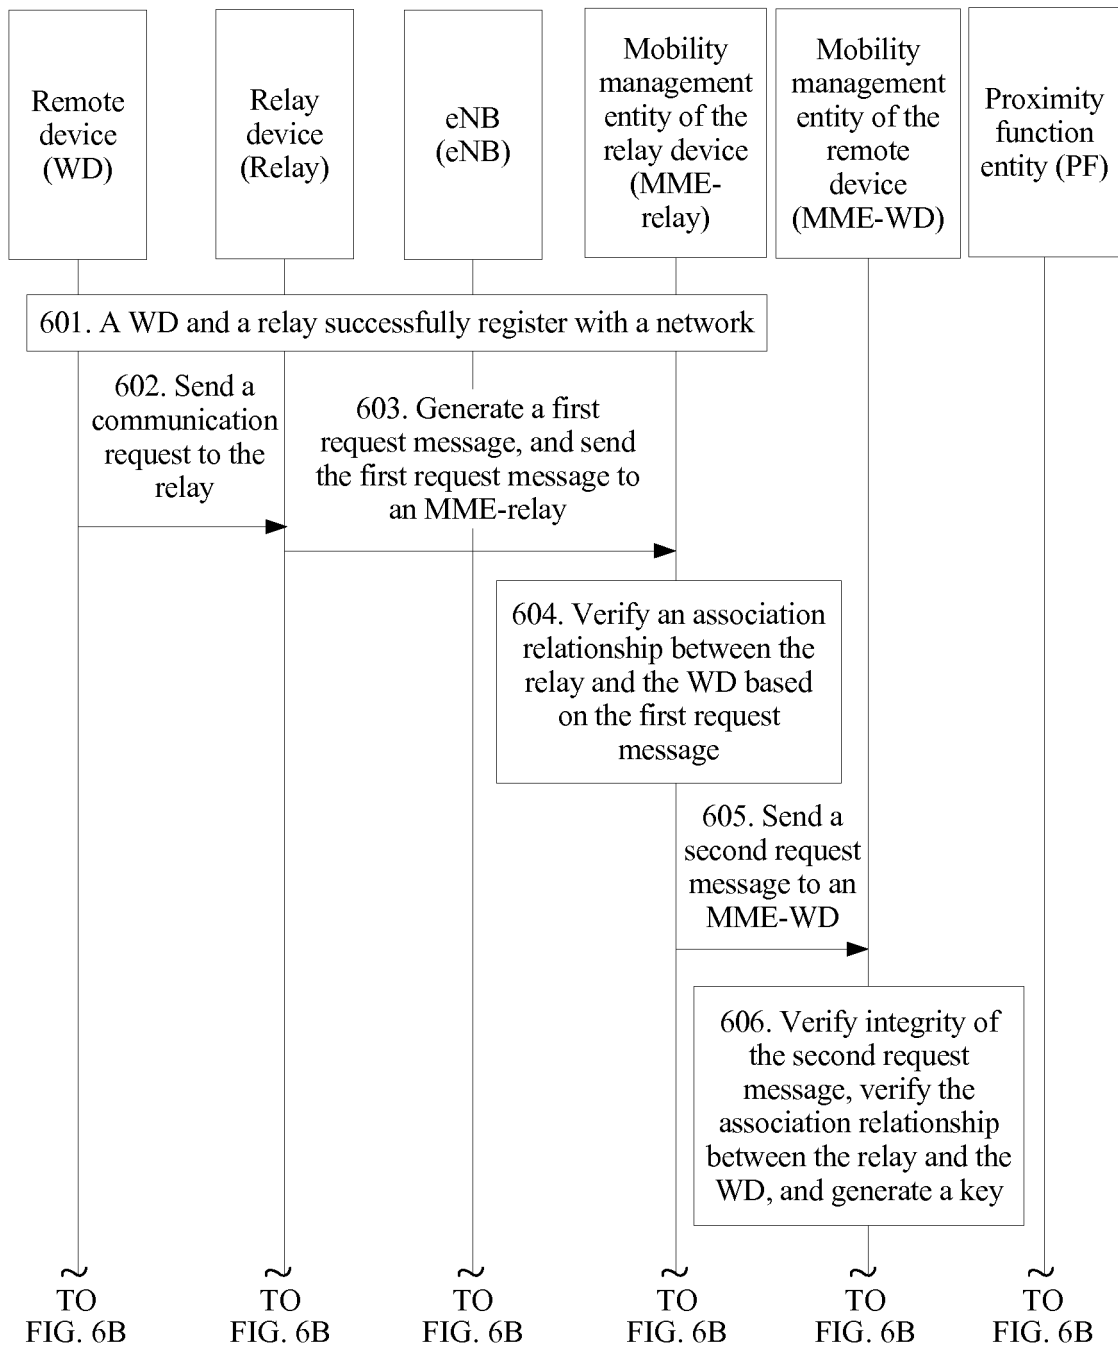 Remote
device
(WD)
Relay
device
(Relay)
eNB
(eNB)
Mobility
management
entity of the
relay device
(MME-
relay)
Mobility
management
entity of the
remote
device
(MME-WD)
Proximity
function
entity (PF)
601. A WD and a relay successfully register with a network
602. Send a
communication
request to the
relay
603. Generate a first
request message, and send
the first request message to
an MME-relay
604. Verify an association
relationship between the
relay and the WD based
on the first request
message
605. Send a
second request
message to an
MME-WD
606. Verify integrity of
the second request
message, verify the
association relationship
between the relay and the
WD, and generate a key
TO
FIG. 6B
TO
FIG. 6B
TO
FIG. 6B
TO
FIG. 6B
TO
FIG. 6B
TO
FIG. 6B